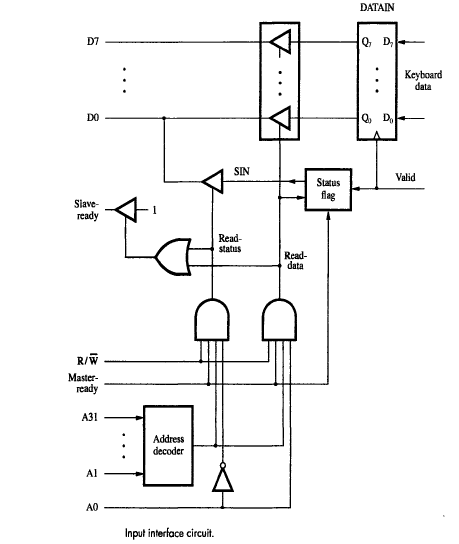 DATAIN
D7
Q7 D7
Keyboard
data
D0
Q0 D0
SIN
Status
flag
Valid
Slave-
ready
1
Read-
status
Read-
data
R/W̅
Master-
ready
A31
Address
decoder
A1
A0
Input interface circuit.